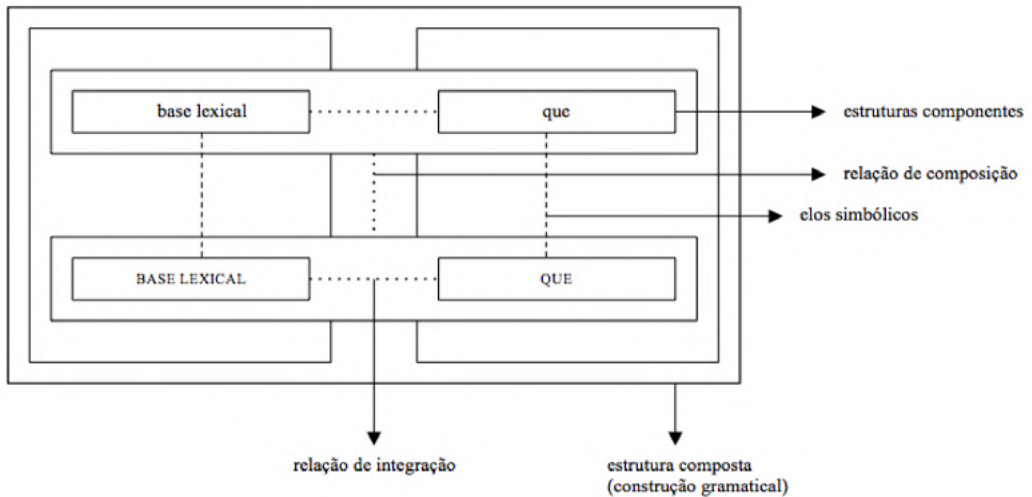 base lexical
que
estruturas componentes
relação de composição
elos simbólicos
BASE LEXICAL
QUE
relação de integração
estrutura composta
(construção gramatical)